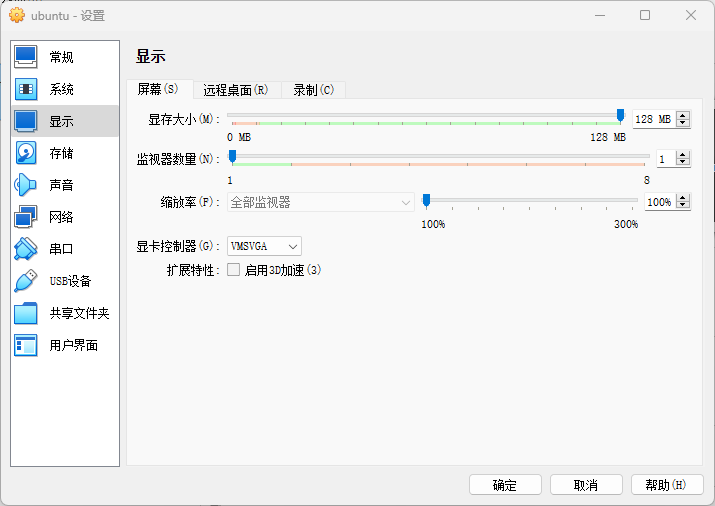 ubuntu - 设置
常规
系统
显示
存储
声音
网络
串口
USB设备
共享文件夹
用户界面
显示
屏幕(S) 远程桌面(R) 录制(C)
显存大小(M): 128 MB
0 MB 128 MB
监视器数量(N): 1
1 8
缩放率(F): 全部监视器 100%
100% 300%
显卡控制器(G): VMSVGA
扩展特性: 启用3D加速(3)
确定 取消 帮助(H)